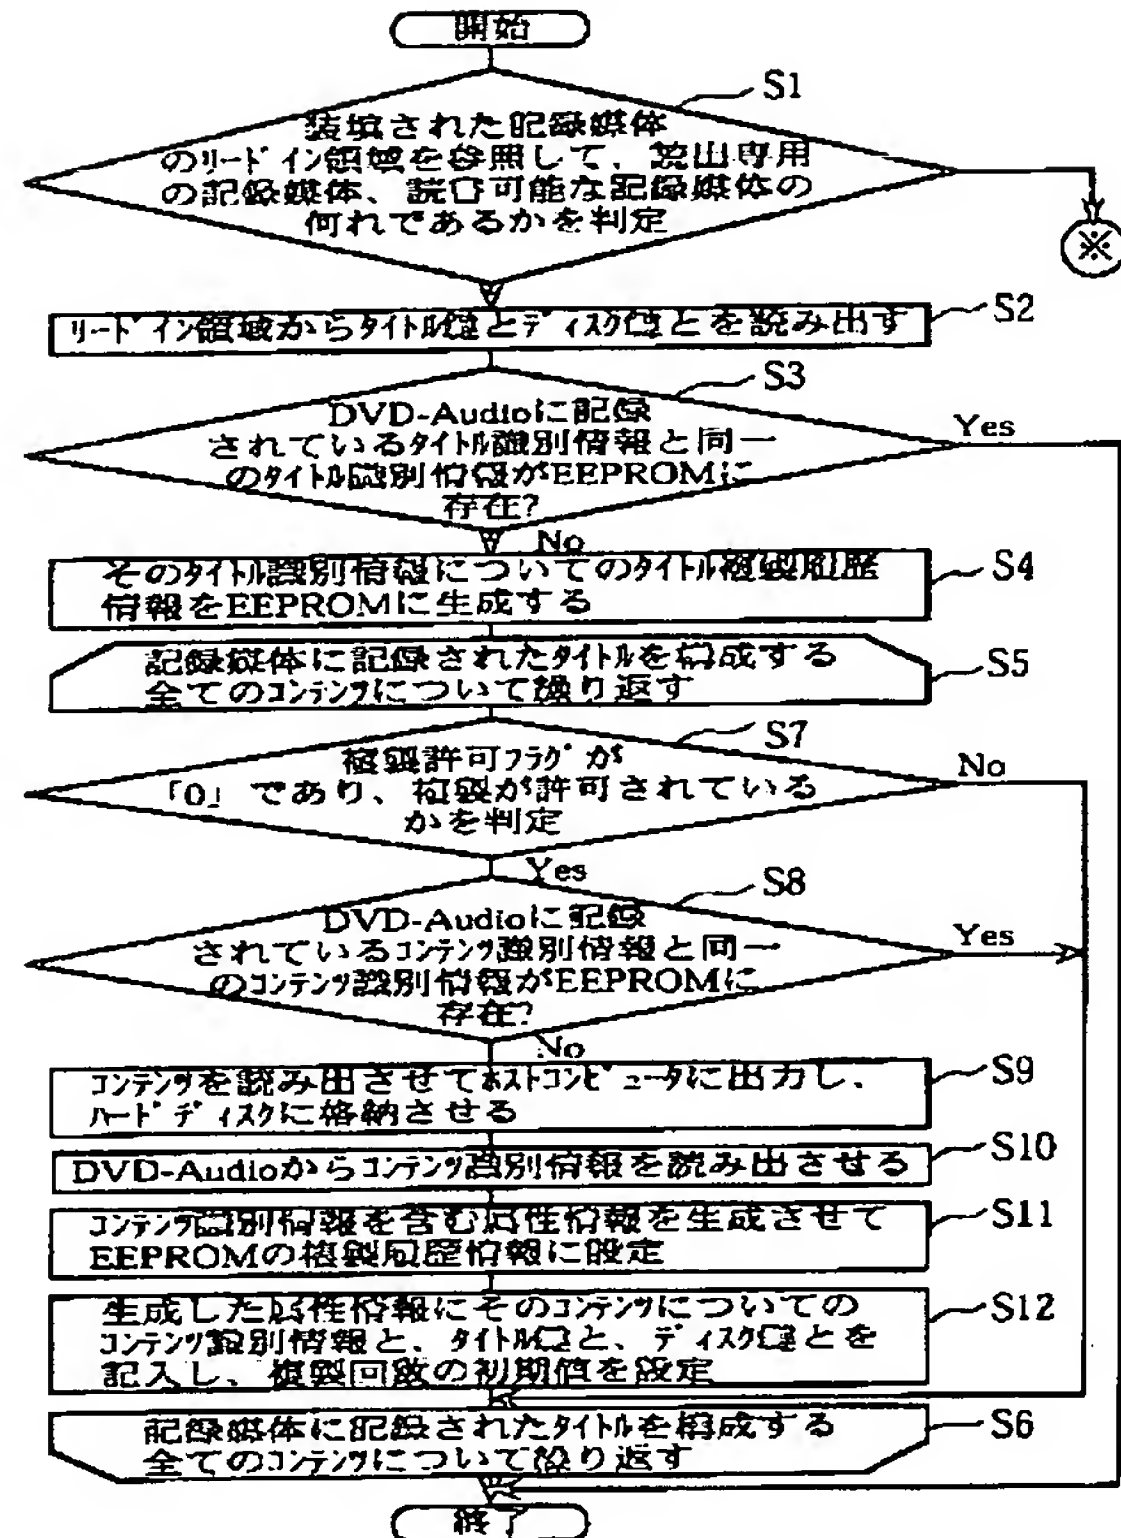 開始
S1
装填された記録媒体
のリードイン領域を参照して、読出専用
の記録媒体、読書可能な記録媒体の
何れであるかを判定
※
リードイン領域からタイトル鍵とディスク鍵とを読み出す
S2
S3
DVD-Audioに記録
されているタイトル識別情報と同一
のタイトル識別情報がEEPROMに
存在?
Yes
No
そのタイトル識別情報についてのタイトル複製履歴
情報をEEPROMに生成する
S4
記録媒体に記録されたタイトルを構成する
全てのコンテンツについて繰り返す
S5
S7
複製許可フラグが
「0」であり、複製が許可されている
かを判定
No
Yes
S8
DVD-Audioに記録
されているコンテンツ識別情報と同一
のコンテンツ識別情報がEEPROMに
存在?
Yes
No
コンテンツを読み出させてホストコンピュータに出力し、
ハードディスクに格納させる
S9
DVD-Audioからコンテンツ識別情報を読み出させる
S10
コンテンツ識別情報を含む属性情報を生成させて
EEPROMの複製履歴情報に設定
S11
生成した属性情報にそのコンテンツについての
コンテンツ識別情報と、タイトル鍵と、ディスク鍵とを
記入し、複製回数の初期値を設定
S12
記録媒体に記録されたタイトルを構成する
全てのコンテンツについて繰り返す
S6
終了